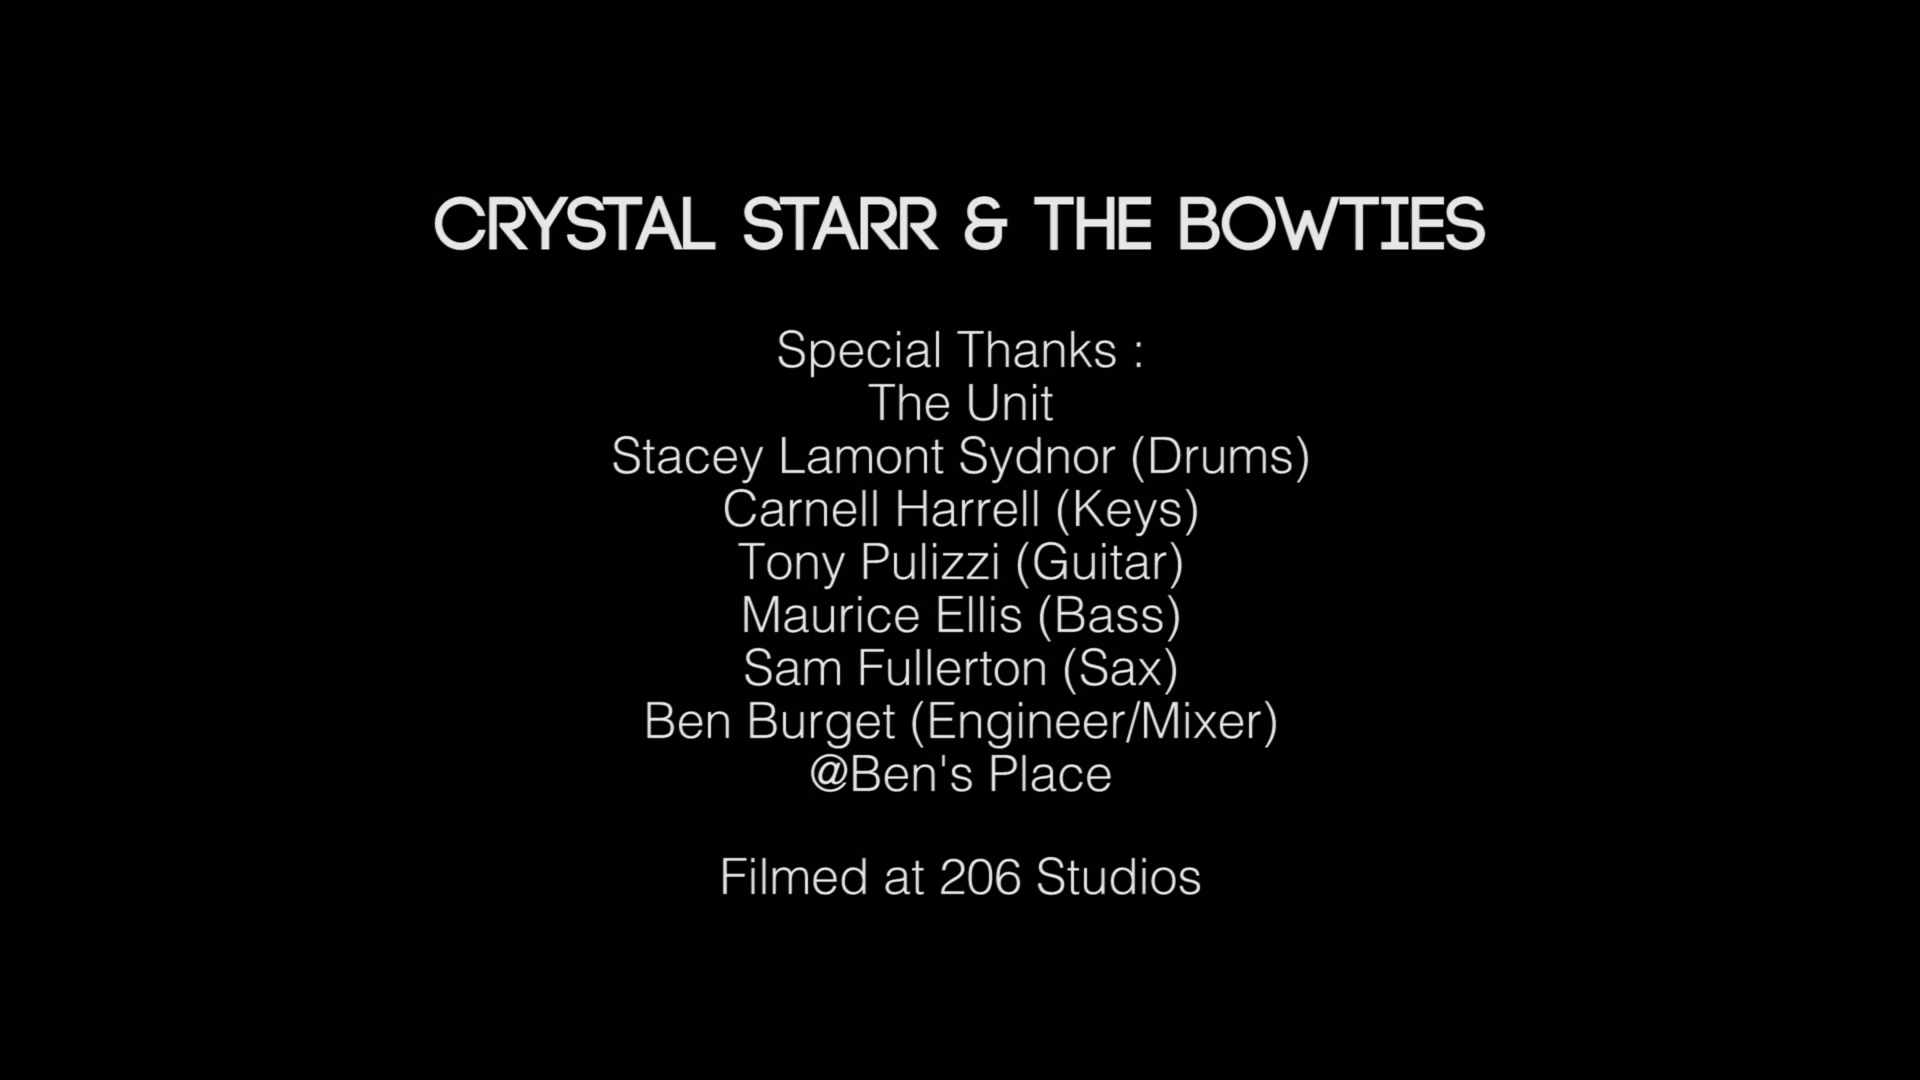 CRYSTAL STARR & THE BOWTIES
Special Thanks :
The Unit
Stacey Lamont Sydnor (Drums)
Carnell Harrell (Keys)
Tony Pulizzi (Guitar)
Maurice Ellis (Bass)
Sam Fullerton (Sax)
Ben Burget (Engineer/Mixer)
@Ben's Place
Filmed at 206 Studios